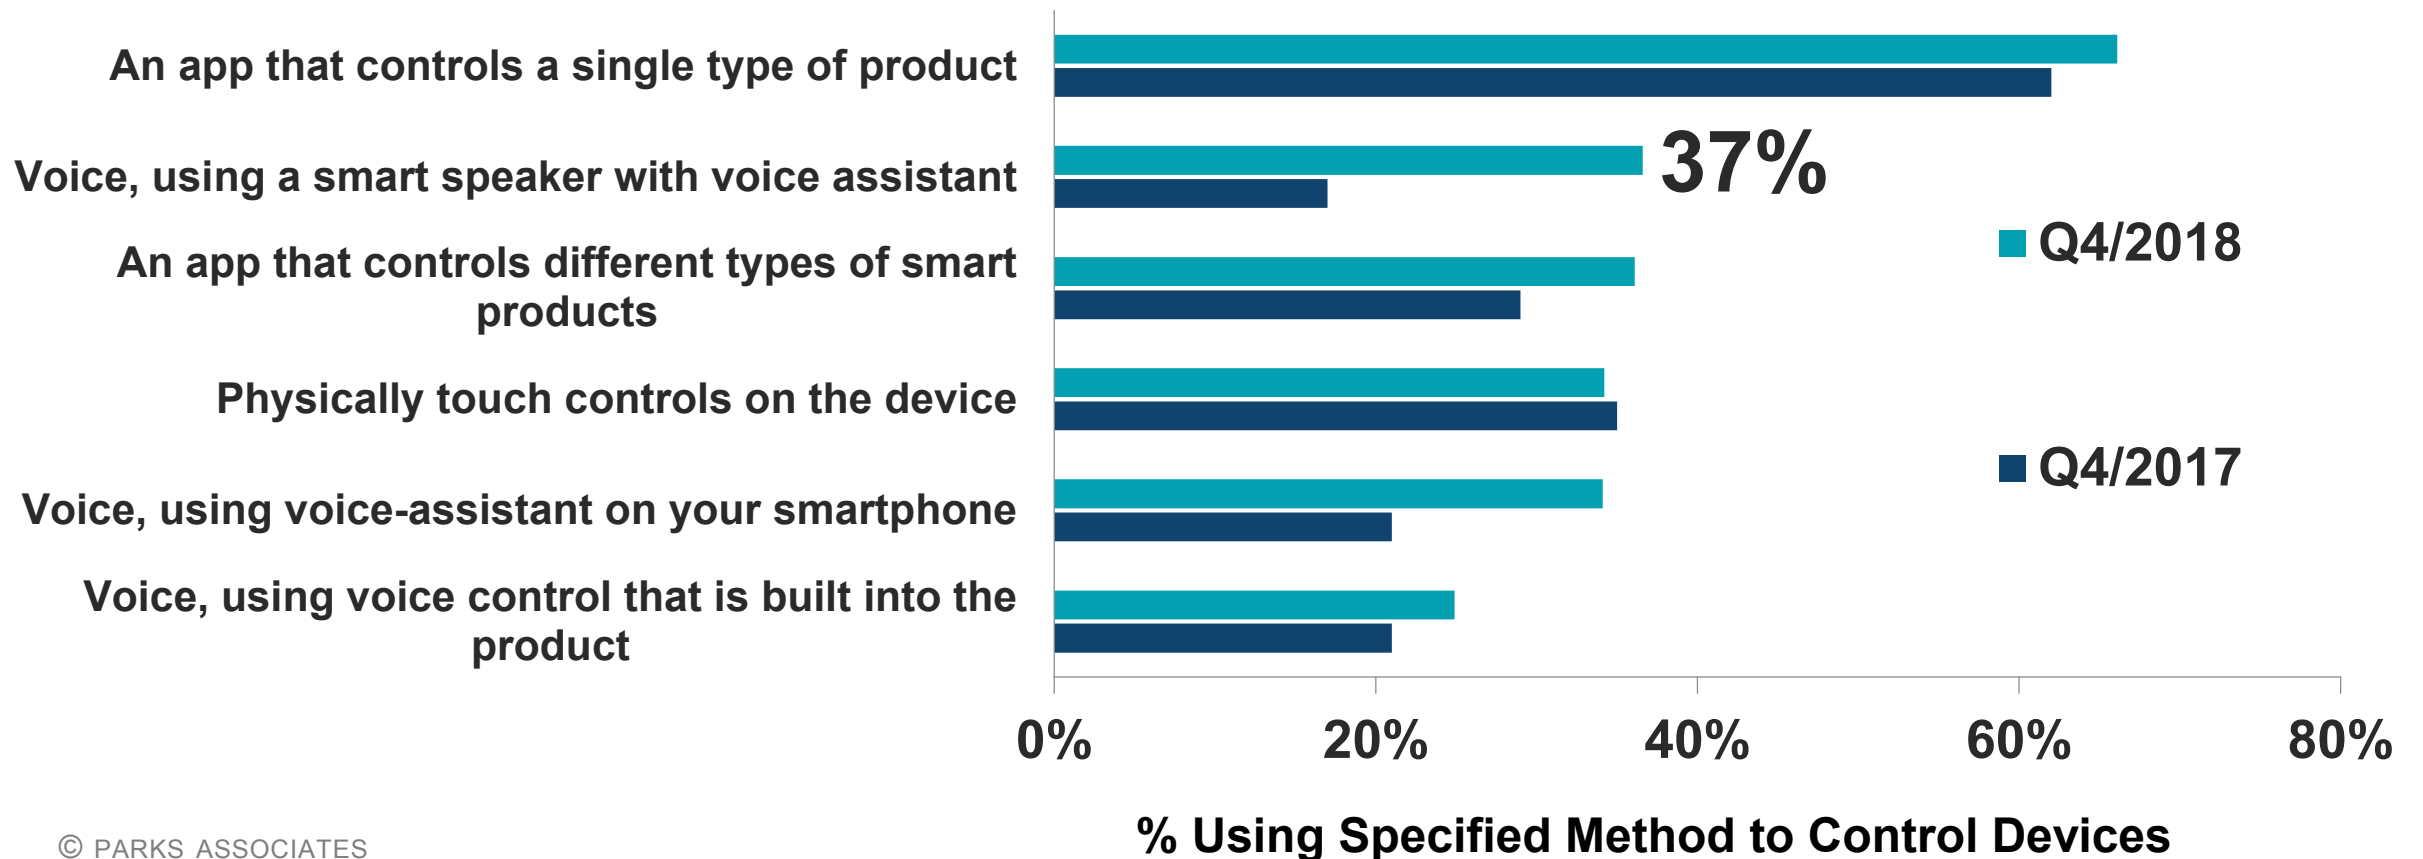 An app that controls a single type of product
Voice, using a smart speaker with voice assistant
37%
An app that controls different types of smart
products
Physically touch controls on the device
Voice, using voice-assistant on your smartphone
Voice, using voice control that is built into the
product
Q4/2018
Q4/2017
0%
20%
40%
60%
80%
% Using Specified Method to Control Devices
© PARKS ASSOCIATES